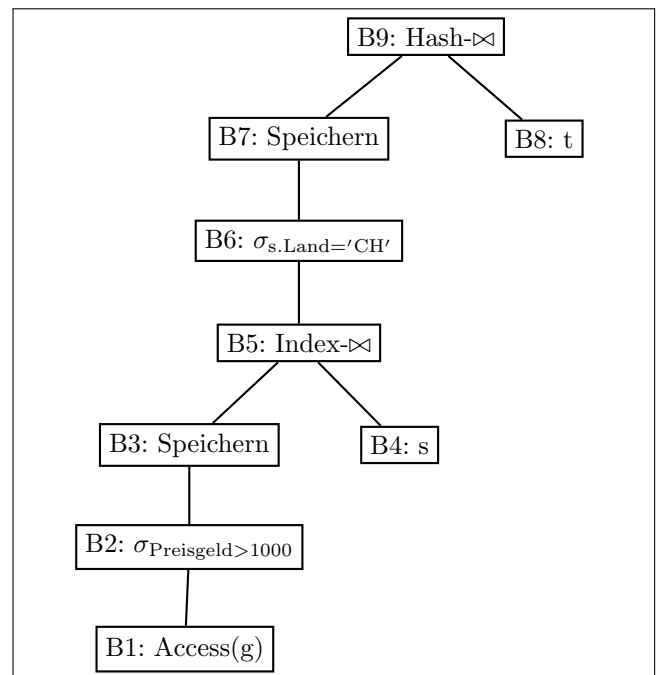 B9: Hash-⋈
B7: Speichern
B8: t
B6: σs.Land='CH'
B5: Index-⋈
B3: Speichern
B4: s
B2: σPreisgeld>1000
B1: Access(g)